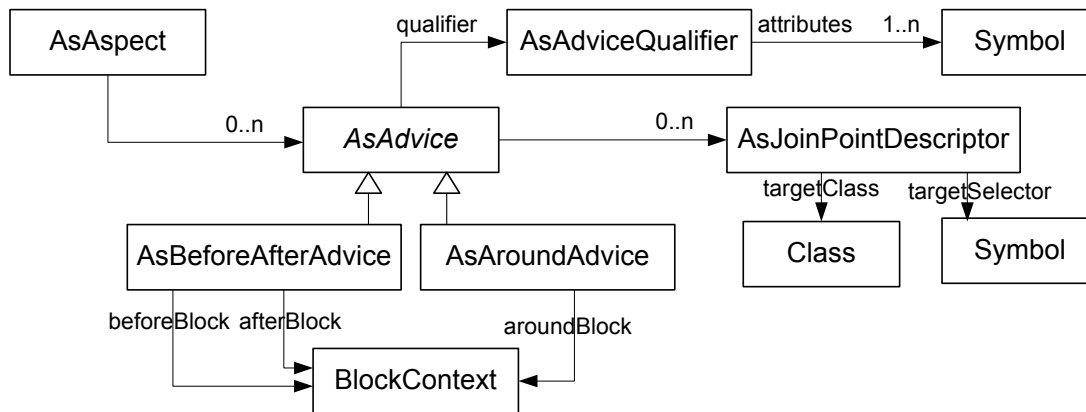 AsAspect
qualifier
AsAdviceQualifier
attributes
1..n
Symbol
0..n
AsAdvice
0..n
AsJoinPointDescriptor
targetClass
targetSelector
AsBeforeAfterAdvice
AsAroundAdvice
Class
Symbol
beforeBlock
afterBlock
aroundBlock
BlockContext